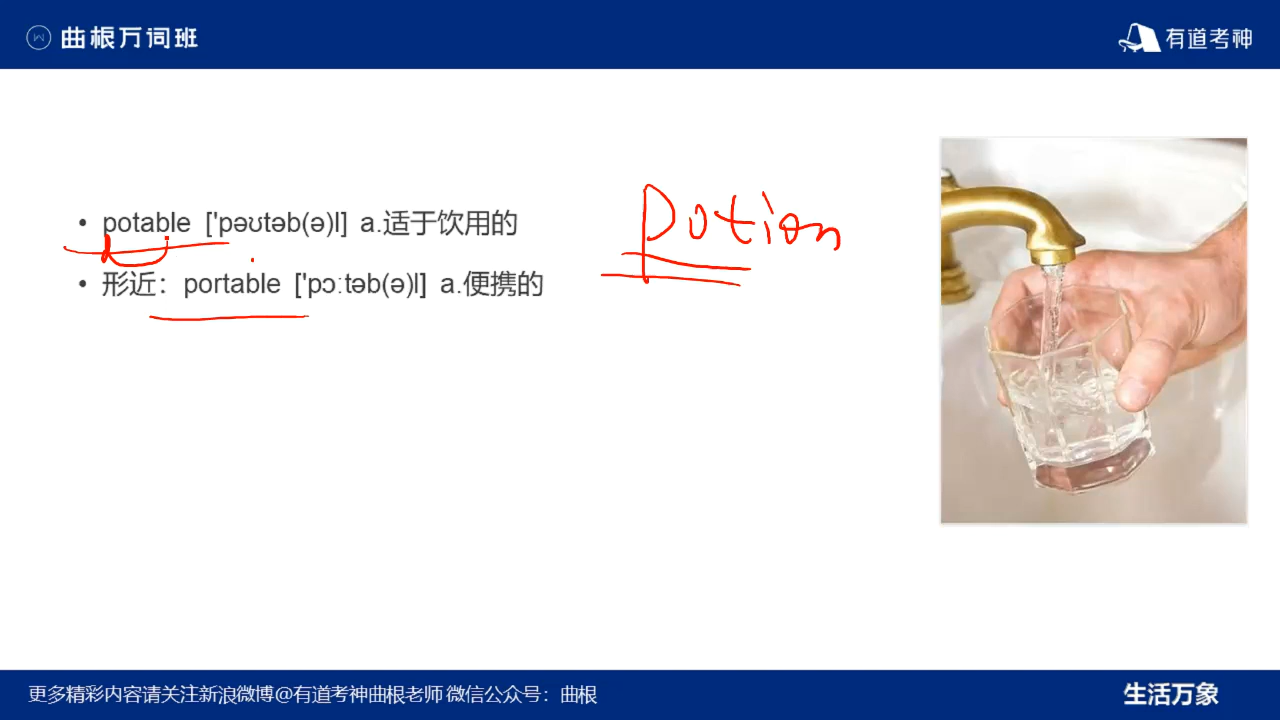 曲根万词班
有道考神
• potable ['pəʊtəb(ə)l] a.适于饮用的
potion
• 形近：portable ['pɔːtəb(ə)l] a.便携的
更多精彩内容请关注新浪微博@有道考神曲根老师 微信公众号：曲根
生活万象